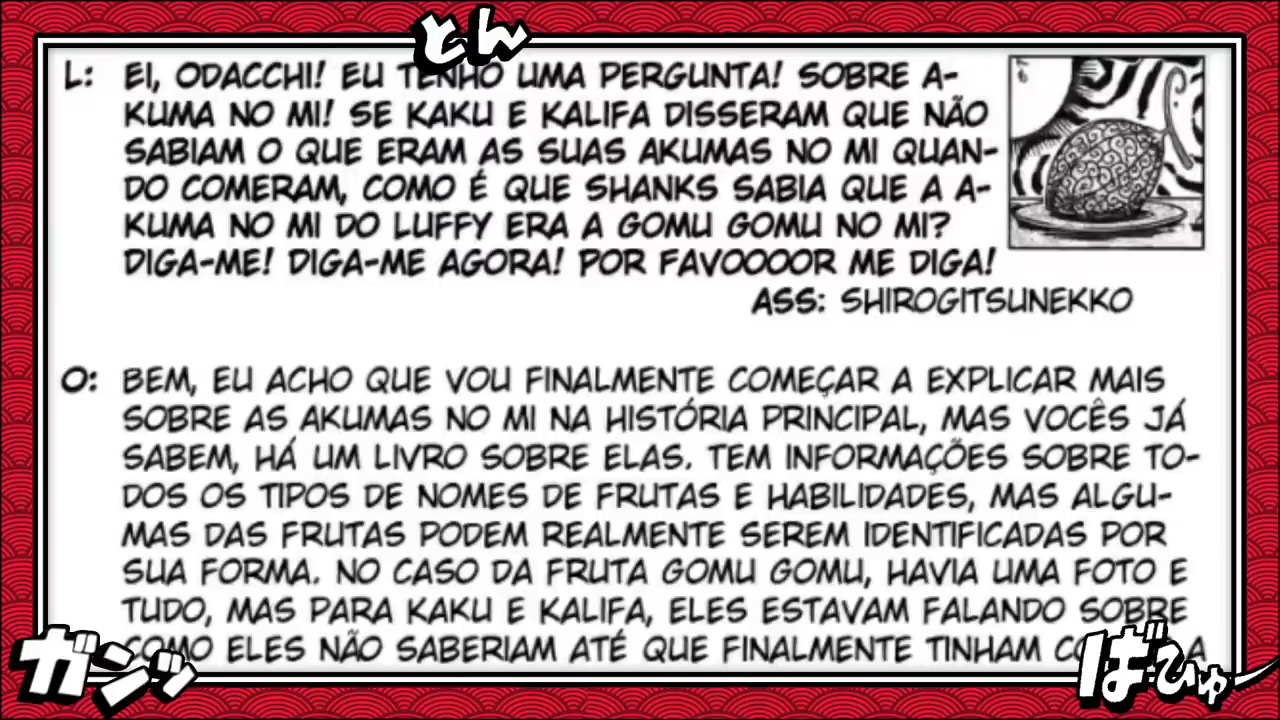 とん
L: EI, ODACCHI! EU TENHO UMA PERGUNTA! SOBRE A-
KUMA NO MI! SE KAKU E KALIFA DISSERAM QUE NÃO
SABIAM O QUE ERAM AS SUAS AKUMAS NO MI QUAN-
DO COMERAM, COMO É QUE SHANKS SABIA QUE A A-
KUMA NO MI DO LUFFY ERA A GOMU GOMU NO MI?
DIGA-ME! DIGA-ME AGORA! POR FAVOOOOR ME DIGA!
ASS: SHIROGITSUNEKKO
O: BEM, EU ACHO QUE VOU FINALMENTE COMEÇAR A EXPLICAR MAIS
SOBRE AS AKUMAS NO MI NA HISTÓRIA PRINCIPAL, MAS VOCÊS JÁ
SABEM, HÁ UM LIVRO SOBRE ELAS. TEM INFORMAÇÕES SOBRE TO-
DOS OS TIPOS DE NOMES DE FRUTAS E HABILIDADES, MAS ALGU-
MAS DAS FRUTAS PODEM REALMENTE SEREM IDENTIFICADAS POR
SUA FORMA. NO CASO DA FRUTA GOMU GOMU, HAVIA UMA FOTO E
TUDO, MAS PARA KAKU E KALIFA, ELES ESTAVAM FALANDO SOBRE
COMO ELES NÃO SABERIAM ATÉ QUE FINALMENTE TINHAM A
ガンッ
ばひゅー